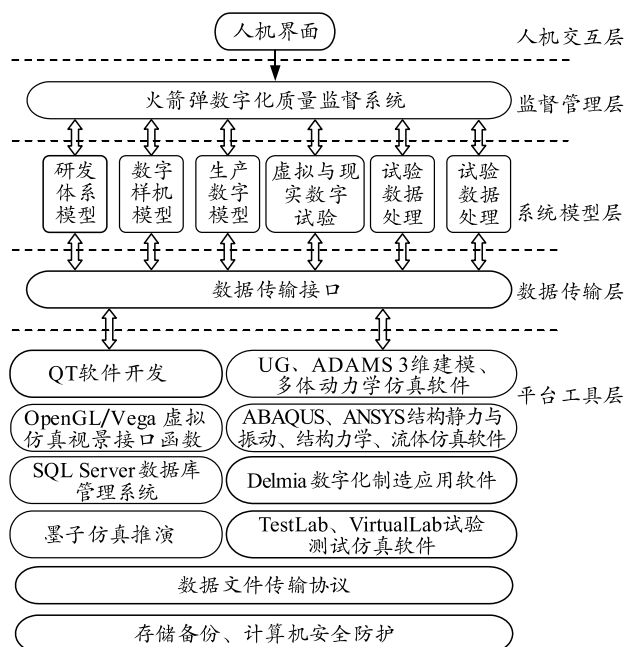 人机界面
人机交互层
火箭弹数字化质量监督系统
监督管理层
研发
体系
模型
数字
样机
模型
生产
数字
模型
虚拟与现
实数字
试验
试验
数据
处理
试验
数据
处理
系统模型层
数据传输接口
数据传输层
QT软件开发
UG、ADAMS 3维建模、
多体动力学仿真软件
平台工具层
OpenGL/Vega 虚拟
仿真视景接口函数
ABAQUS、ANSYS结构静力与
振动、结构力学、流体仿真软件
SQL Server数据库
管理系统
Delmia数字化制造应用软件
墨子仿真推演
TestLab、VirtualLab试验
测试仿真软件
数据文件传输协议
存储备份、计算机安全防护